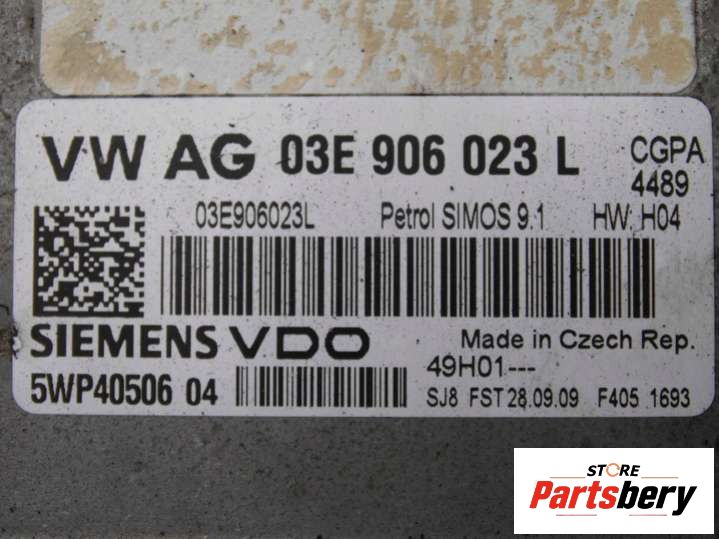 VW AG 03E 906 023 L CGPA
4489
03E906023L Petrol SIMOS 9.1 HW H04
SIEMENS VDO Made in Czech Rep.
49H01---
5WP40506 04 SJ8 FST 28.09.09 F405 1693
STORE
Partsbery